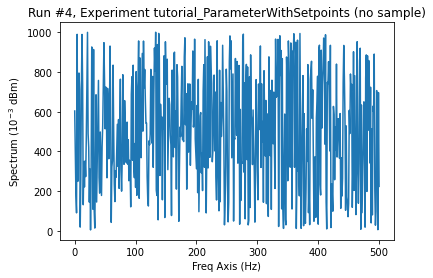 Run #4, Experiment tutorial_ParameterWithSetpoints (no sample)
1000
800
600
400
200
0
Spectrum (10⁻³ dBm)
0 100 200 300 400 500
Freq Axis (Hz)